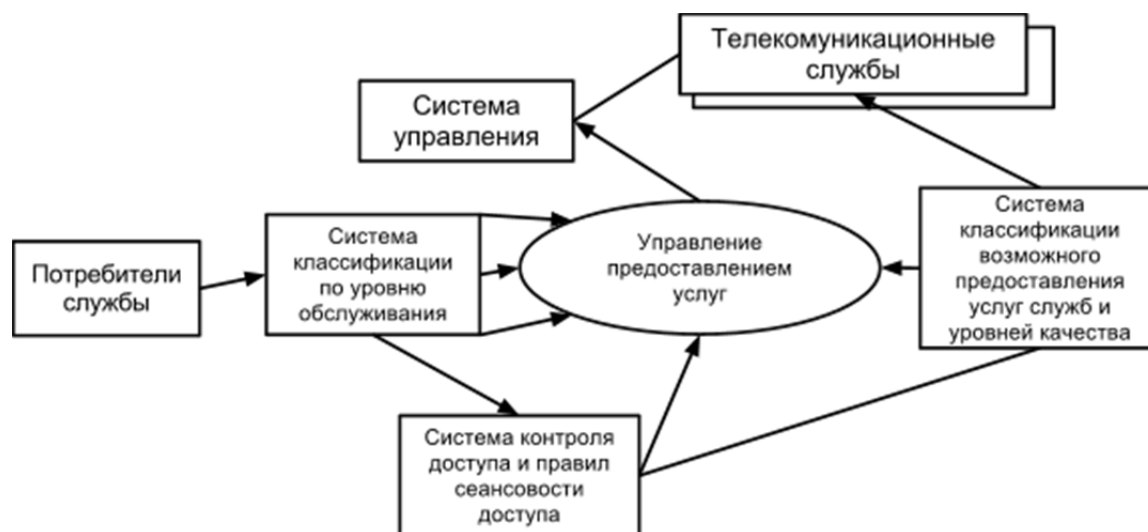 Телекомуникационные
службы
Система
управления
Потребители
службы
Система
классификации
по уровню
обслуживания
Управление
предоставлением
услуг
Система
классификации
возможного
предоставления
услуг служб и
уровней качества
Система контроля
доступа и правил
сеансовости
доступа